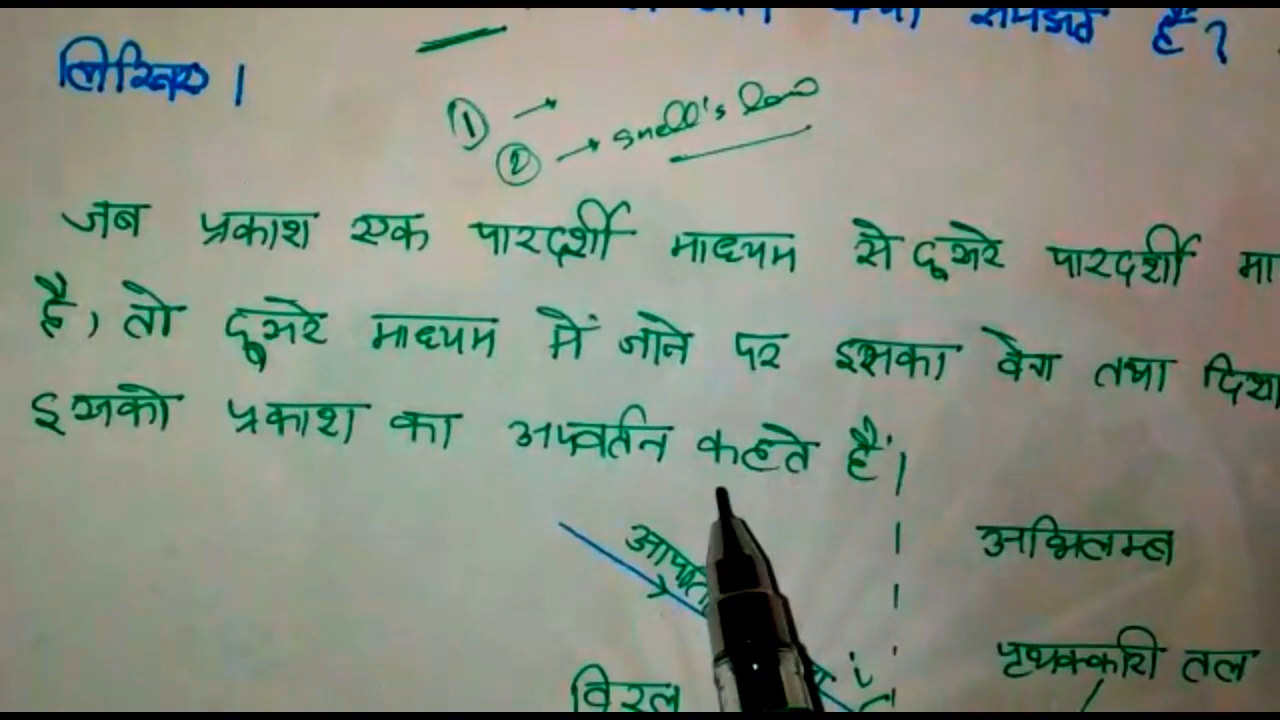 समझते हैं?
लिखिए।
①→
②→ snell's law
जब प्रकाश एक पारदर्शी माध्यम से दूसरे पारदर्शी मा
है, तो दूसरे माध्यम में जाने पर इसका वेग तथा दिशा
इसको प्रकाश का अपवर्तन कहते हैं।
अभिलम्ब
पृथक्कारी तल
i
विरल